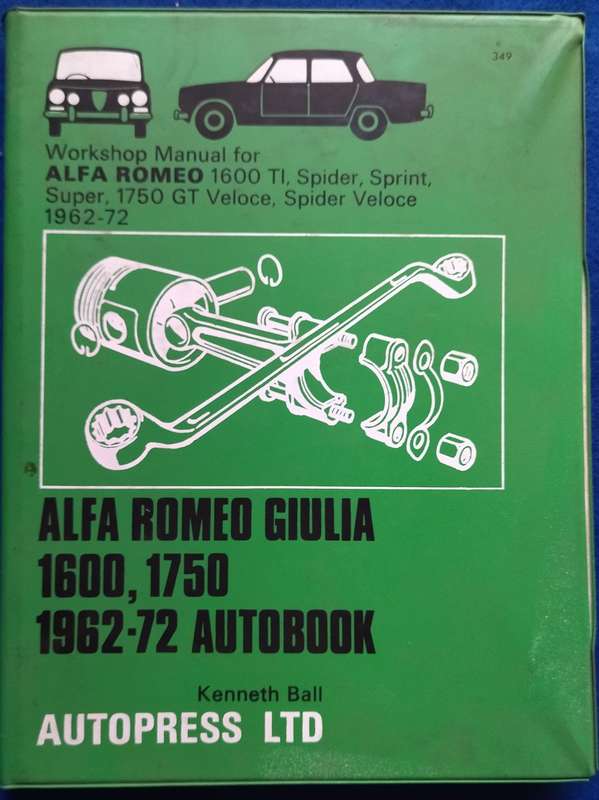 349
Workshop Manual for
ALFA ROMEO 1600 TI, Spider, Sprint,
Super, 1750 GT Veloce, Spider Veloce
1962-72
ALFA ROMEO GIULIA
1600, 1750
1962-72 AUTOBOOK
Kenneth Ball
AUTOPRESS LTD